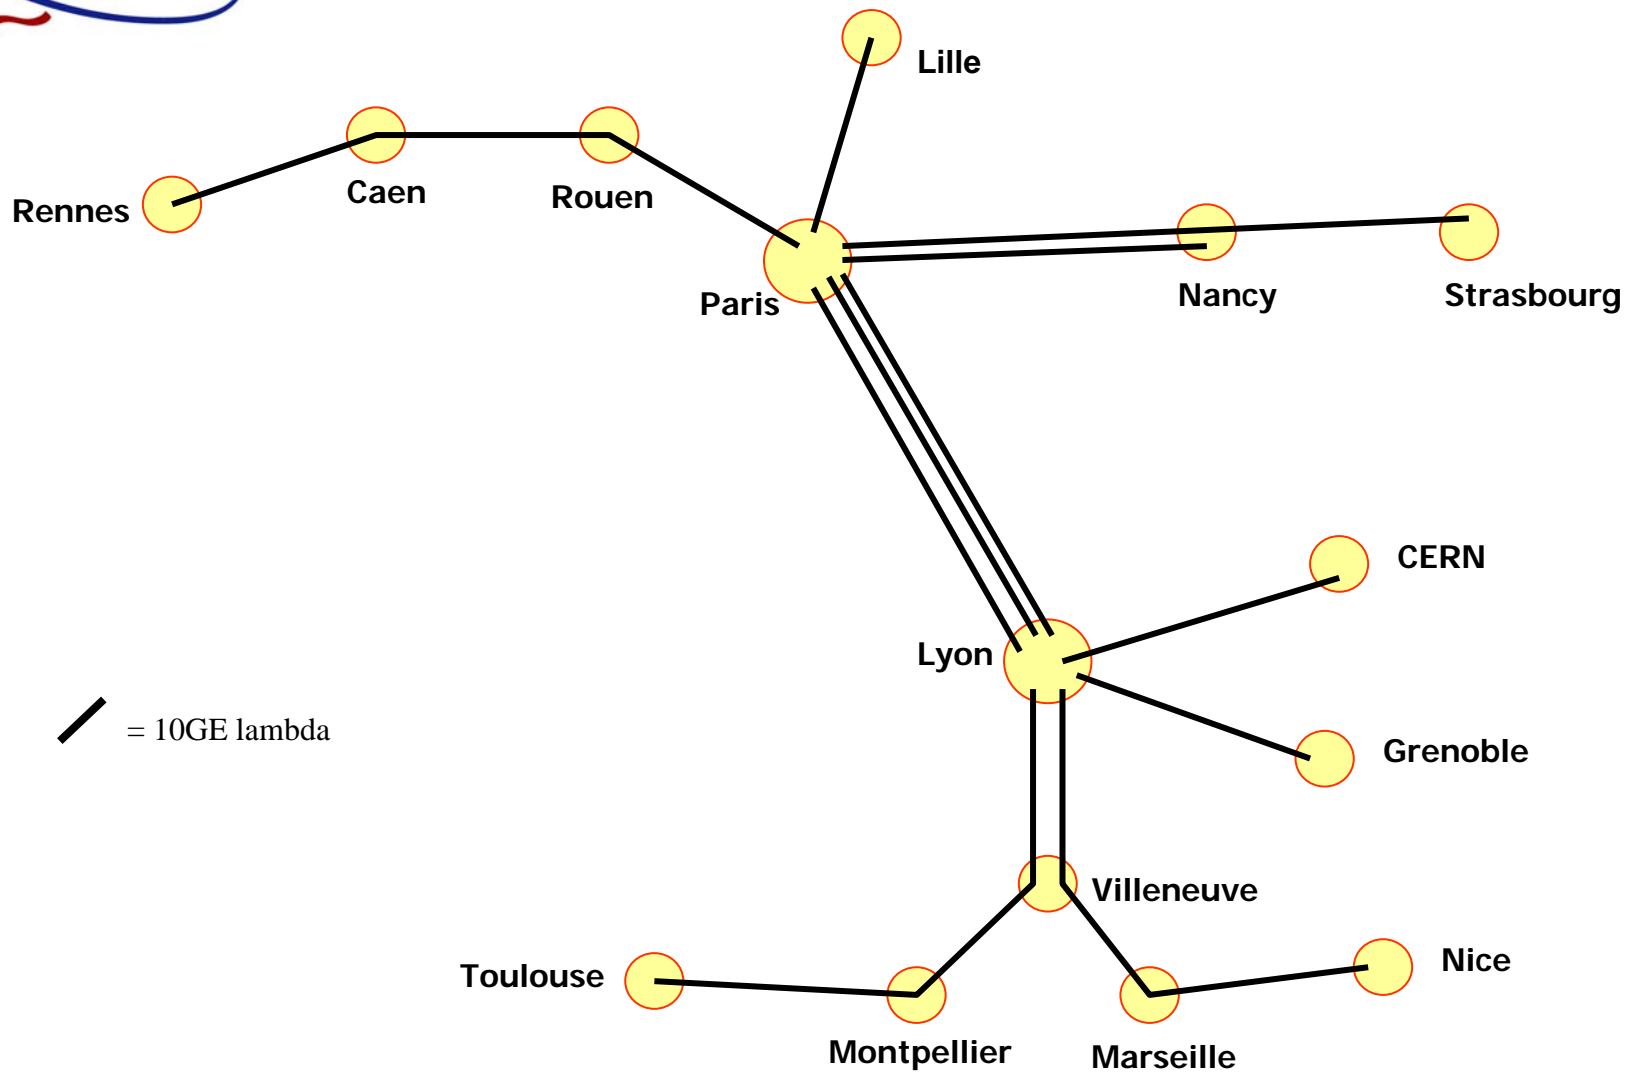 Lille
Caen
Rouen
Rennes
Paris
Nancy
Strasbourg
CERN
Lyon
Grenoble
= 10GE lambda
Villeneuve
Toulouse
Nice
Montpellier
Marseille